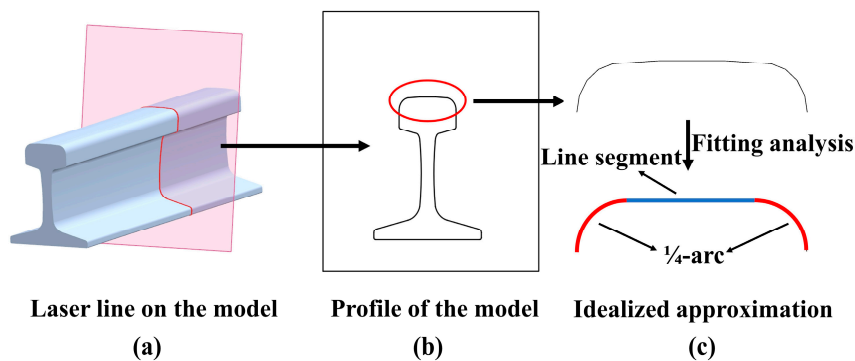 Fitting analysis
Line segment
¼-arc
Laser line on the model
Profile of the model
Idealized approximation
(a)
(b)
(c)